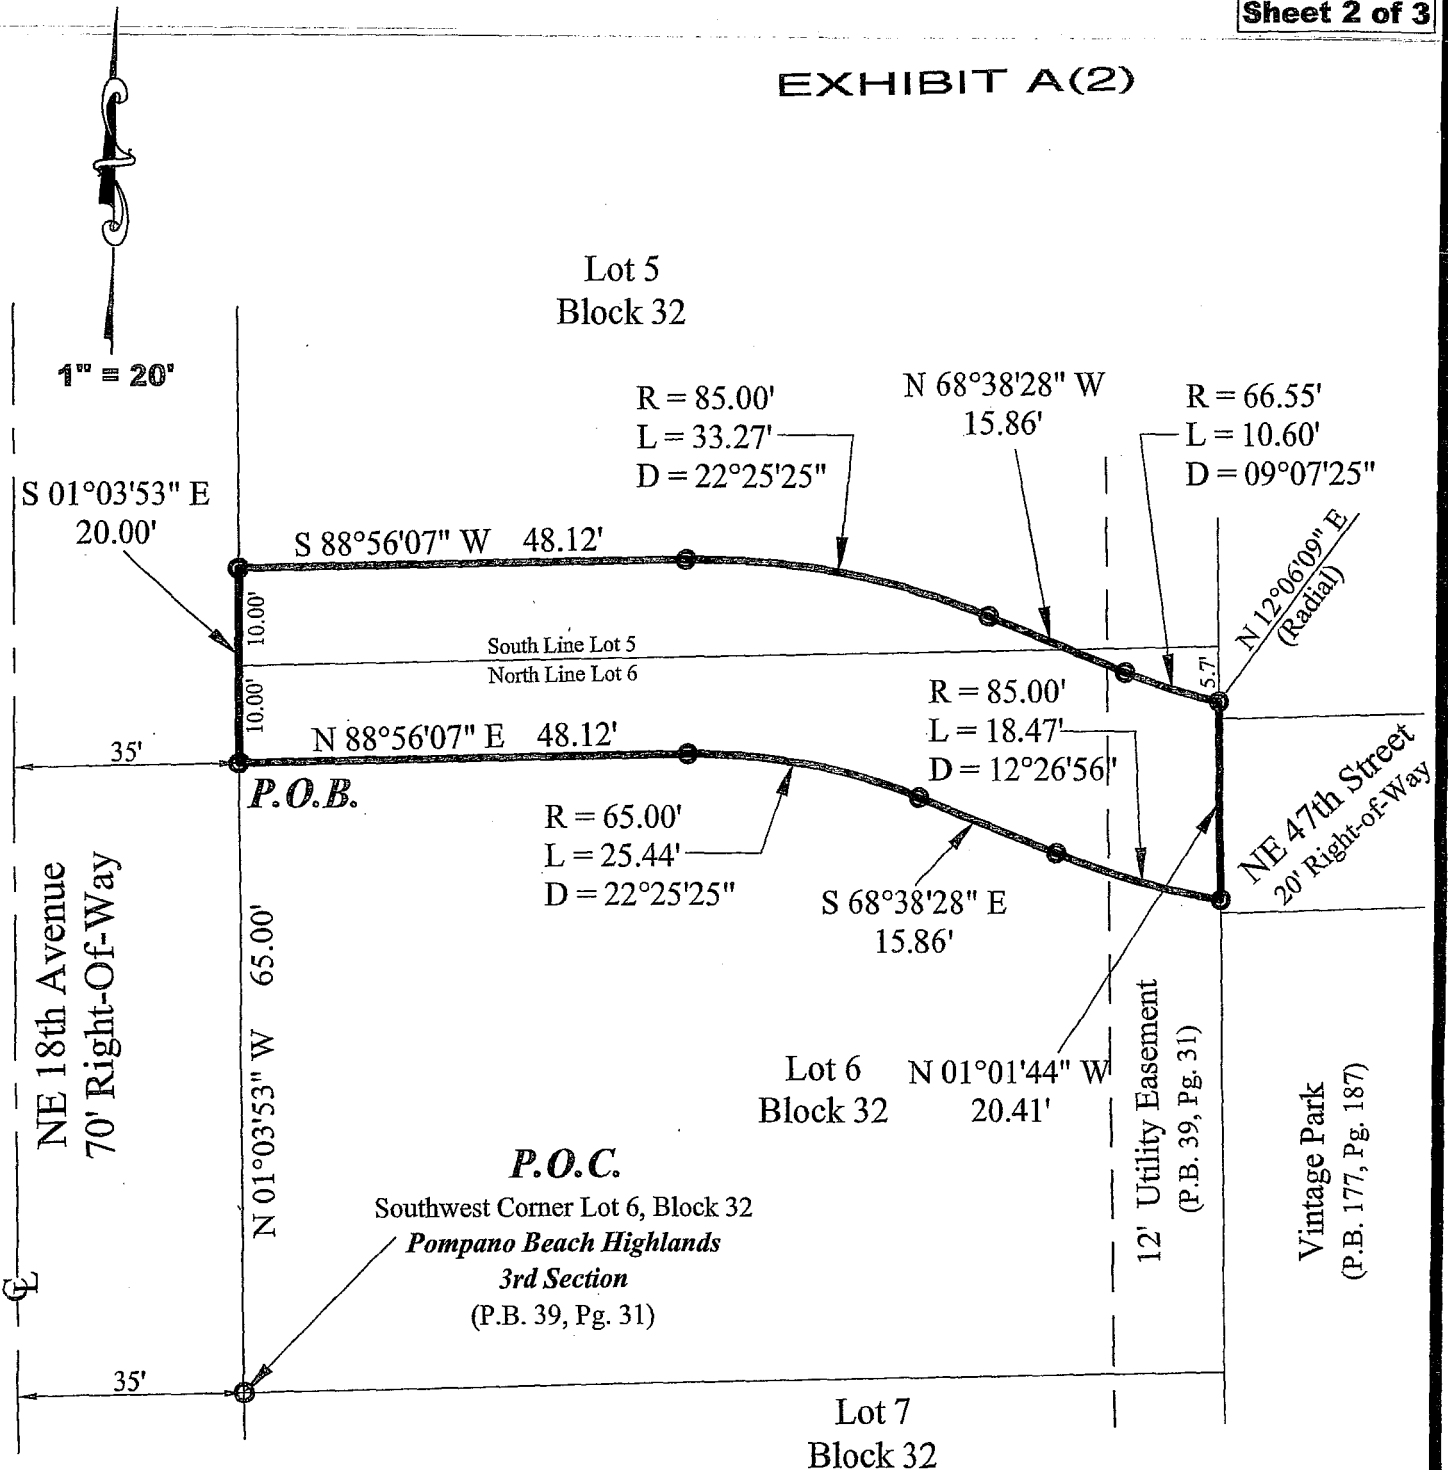 Sheet 2 of 3
EXHIBIT A(2)
Lot 5
Block 32
1" = 20'
R = 85.00'
L = 33.27'
D = 22°25'25"
N 68°38'28" W
15.86'
R = 66.55'
L = 10.60'
D = 09°07'25"
S 01°03'53" E
20.00'
S 88°56'07" W 48.12'
N 12°06'09" E
(Radial)
10.00'
South Line Lot 5
North Line Lot 6
5.7'
10.00'
R = 85.00'
L = 18.47'
D = 12°26'56"
35'
N 88°56'07" E 48.12'
P.O.B.
NE 47th Street
20' Right-of-Way
R = 65.00'
L = 25.44'
D = 22°25'25"
S 68°38'28" E
15.86'
NE 18th Avenue
70' Right-Of-Way
N 01°03'53" W 65.00'
Lot 6
Block 32
N 01°01'44" W
20.41'
12' Utility Easement
(P.B. 39, Pg. 31)
Vintage Park
(P.B. 177, Pg. 187)
P.O.C.
Southwest Corner Lot 6, Block 32
Pompano Beach Highlands
3rd Section
(P.B. 39, Pg. 31)
CL
35'
Lot 7
Block 32